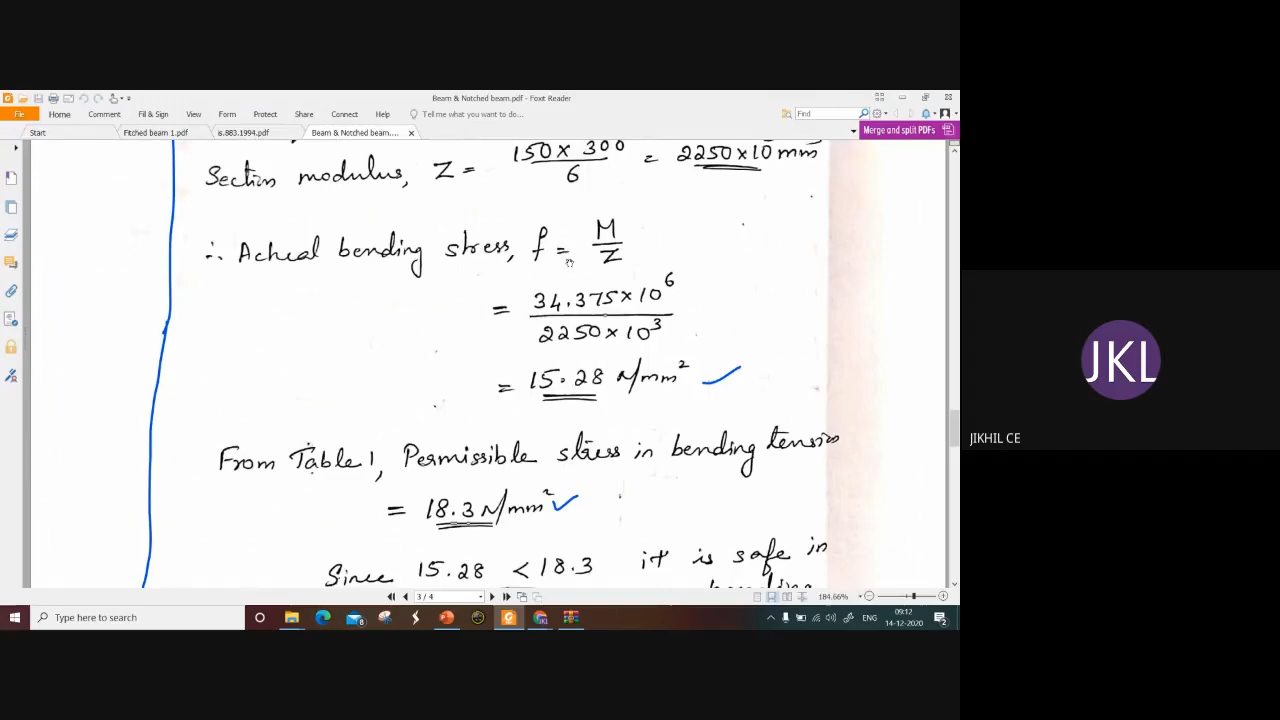 Beam & Notched beam.pdf - Foxit Reader
File Home Comment Fill & Sign View Form Protect Share Connect Help Tell me what you want to do... Find
Merge and split PDFs
Start Fitched beam 1.pdf is.883.1994.pdf Beam & Notched beam....
Section modulus, Z = 150 × 300 / 6 = 2250×10 mm
∴ Actual bending stress, f = M / Z
= 34.375×10⁶ / 2250×10³
= 15.28 N/mm²
From Table 1, Permissible stress in bending tension
= 18.3 N/mm²
Since 15.28 < 18.3 it is safe in
bending
3 / 4 184.66%
Type here to search ENG 09:12
14-12-2020
JKL
JIKHIL CE